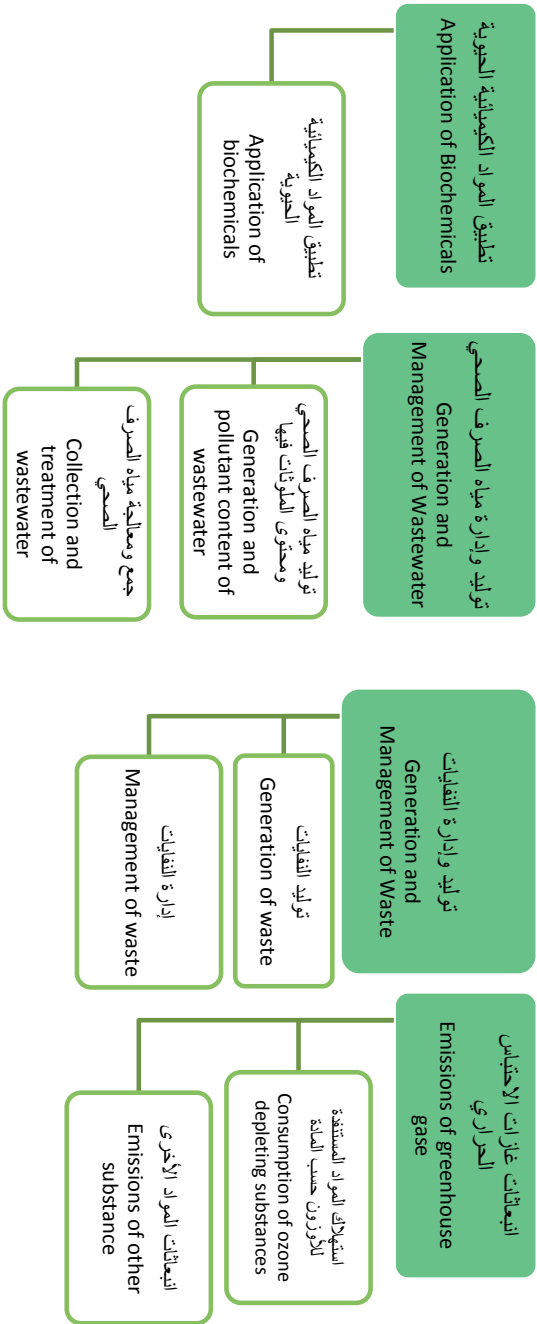 تطبيق المواد الكيميائية الحيوية
Application of Biochemicals
تطبيق المواد الكيميائية
الحيوية
Application of
biochemicals
توليد وإدارة مياه الصرف الصحي
Generation and
Management of Wastewater
توليد مياه الصرف الصحي
ومحتوى الملوثات فيها
Generation and
pollutant content of
wastewater
جمع ومعالجة مياه الصرف
الصحي
Collection and
treatment of
wastewater
توليد وإدارة النفايات
Generation and
Management of Waste
توليد النفايات
Generation of waste
إدارة النفايات
Management of waste
انبعاثات غازات الاحتباس
الحراري
Emissions of greenhouse
gase
استهلاك المواد المستنفدة
للأوزون حسب المادة
Consumption of ozone
depleting substances
انبعاثات المواد الأخرى
Emissions of other
substance